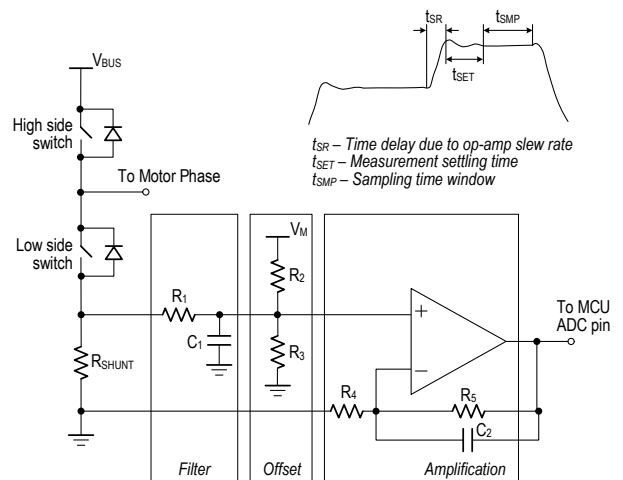 tSR
tSMP
tSET
VBUS
High side
switch
tSR – Time delay due to op-amp slew rate
tSET – Measurement settling time
tSMP – Sampling time window
To Motor Phase
Low side
switch
VM
R2
R1
C1
R3
+
–
To MCU
ADC pin
RSHUNT
R4
R5
C2
Filter
Offset
Amplification